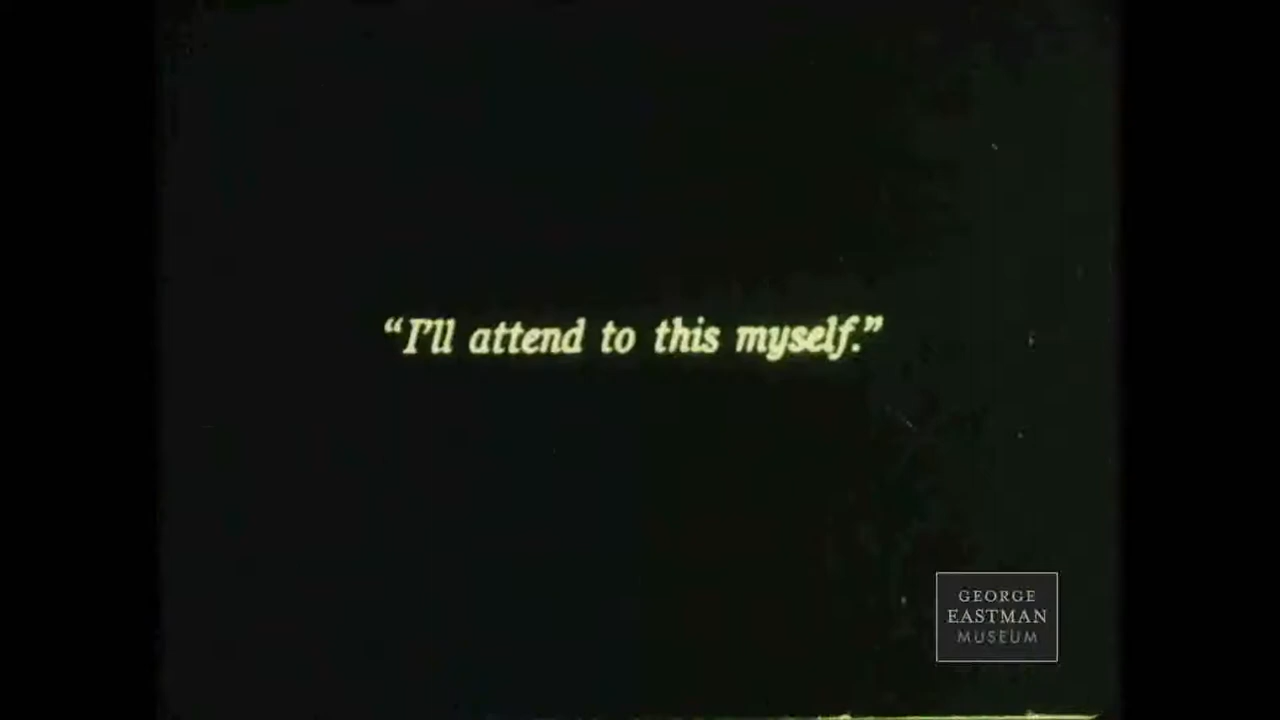 “I'll attend to this myself.”
GEORGE
EASTMAN
MUSEUM